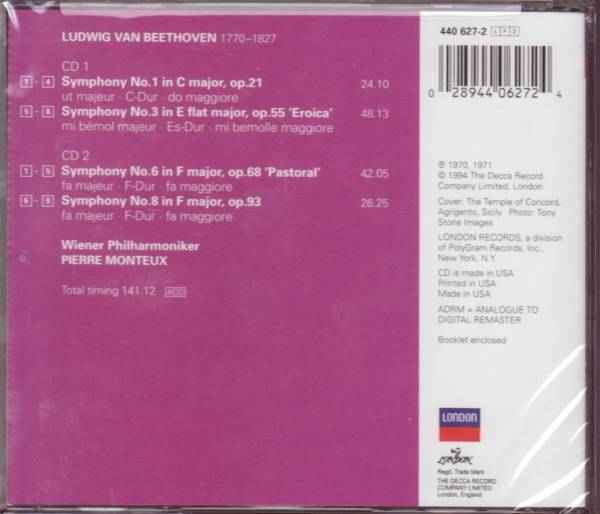 LUDWIG VAN BEETHOVEN 1770–1827
CD 1
1 - 4 Symphony No.1 in C major, op.21 24.10
ut majeur · C-Dur · do maggiore
5 - 8 Symphony No.3 in E flat major, op.55 'Eroica' 48.13
mi bémol majeur · Es-Dur · mi bemolle maggiore
CD 2
1 - 5 Symphony No.6 in F major, op.68 'Pastoral' 42.05
fa majeur · F-Dur · fa maggiore
6 - 9 Symphony No.8 in F major, op.93 26.25
fa majeur · F-Dur · fa maggiore
Wiener Philharmoniker
PIERRE MONTEUX
Total timing 141.12 ADD
440 627-2 LF2
0 28944 06272 4
℗ 1970, 1971
© 1994 The Decca Record
Company Limited, London
Cover: The Temple of Concord,
Agrigento, Sicily Photo: Tony
Stone Images
LONDON RECORDS, a division
of PolyGram Records, Inc.,
New York, N.Y.
CD is made in USA
Printed in USA
Made in USA
ADRM = ANALOGUE TO
DIGITAL REMASTER
Booklet enclosed
LONDON
LONDON
Regd. Trade Mark
THE DECCA RECORD
COMPANY LIMITED
London, England